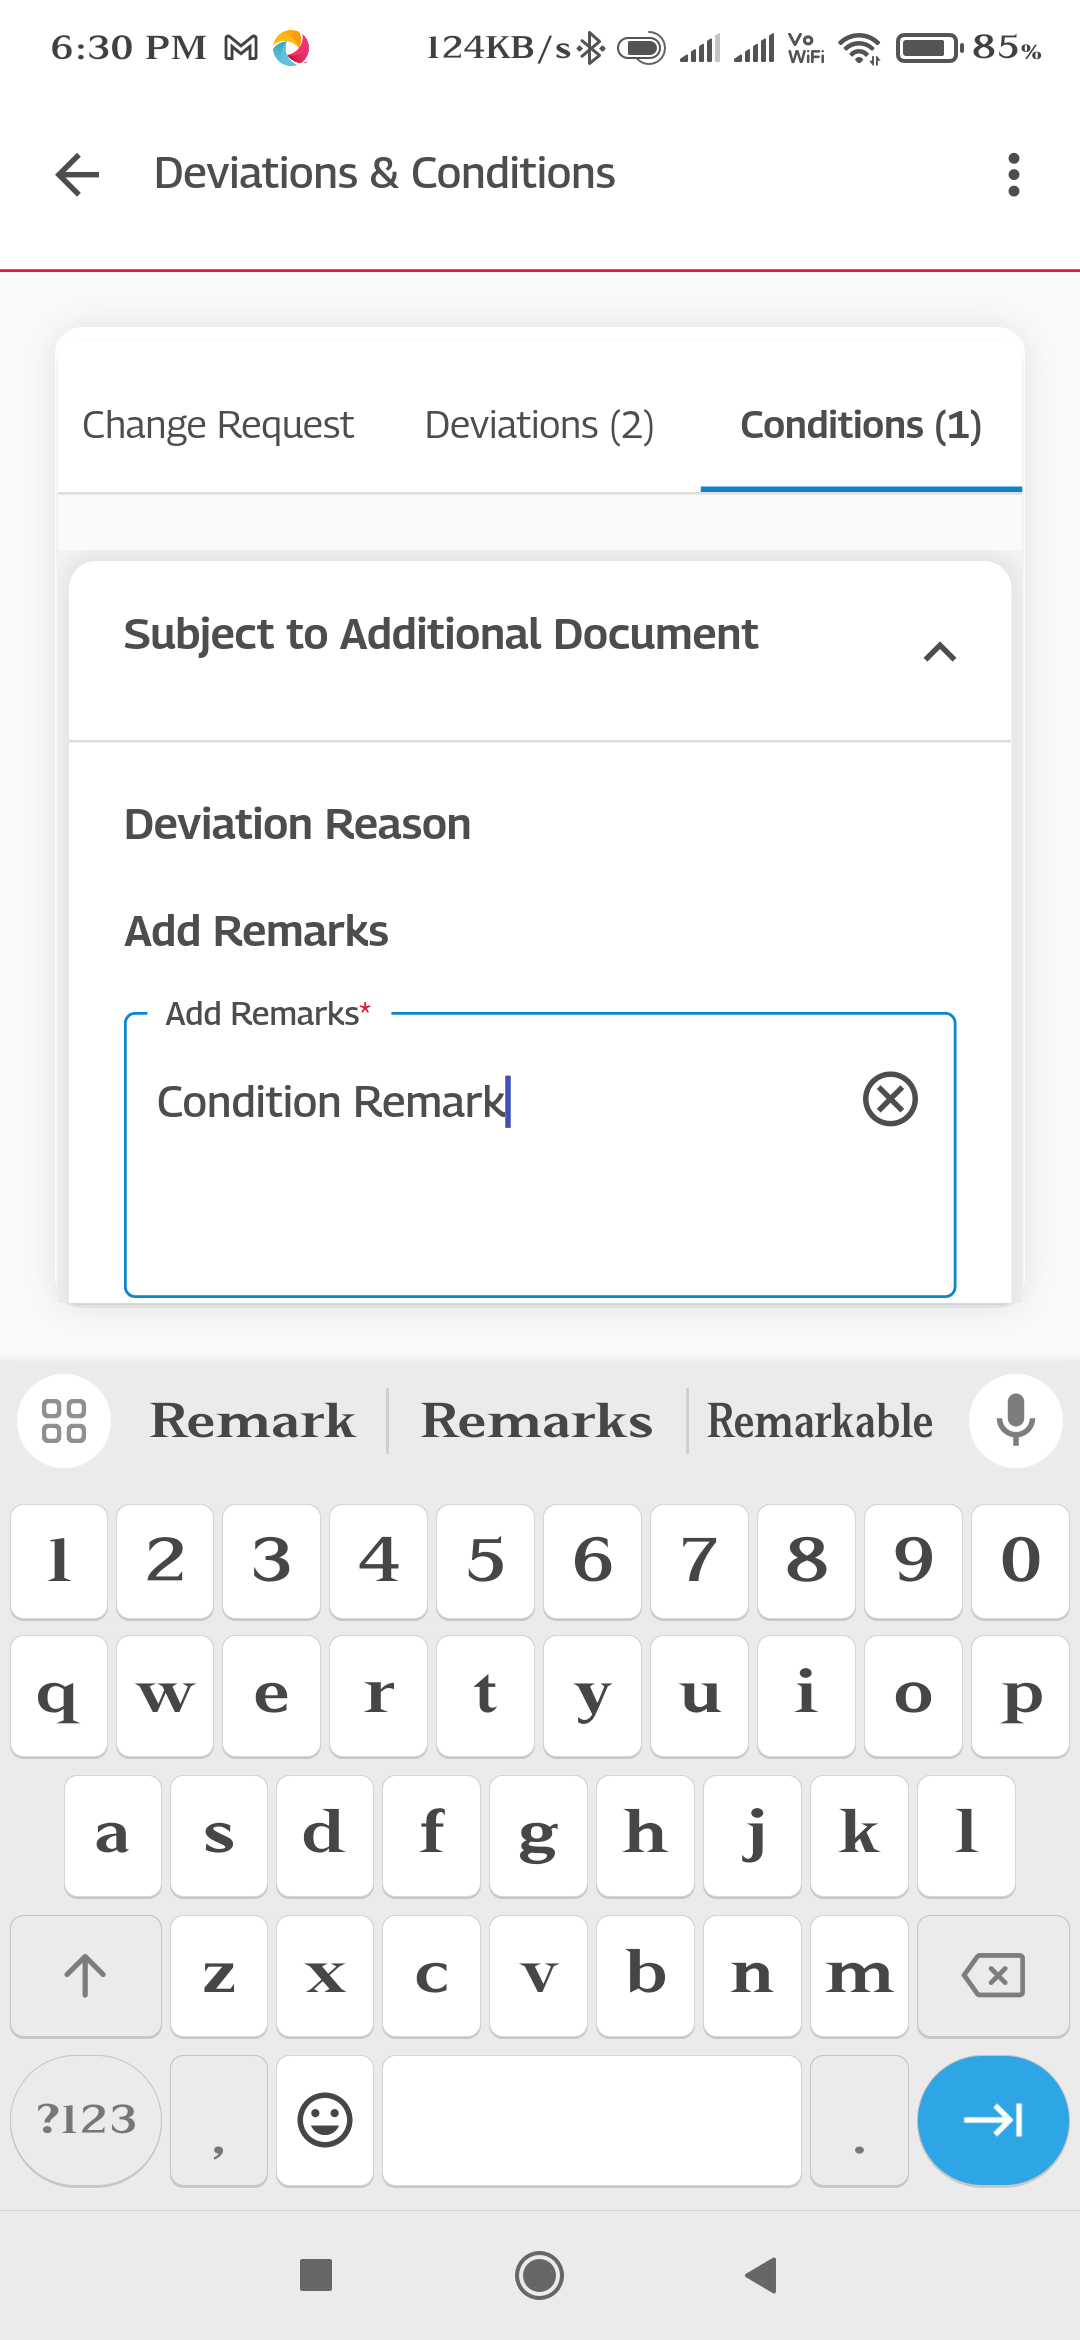 6:30 PM 124KB/s Vo WiFi 85%
Deviations & Conditions
Change Request Deviations (2) Conditions (1)
Subject to Additional Document
Deviation Reason
Add Remarks
Add Remarks*
Condition Remark
Remark Remarks Remarkable
1 2 3 4 5 6 7 8 9 0
q w e r t y u i o p
a s d f g h j k l
z x c v b n m
?123 , .